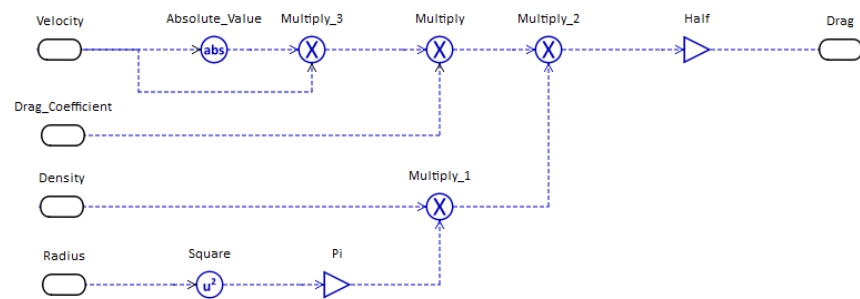 Velocity
Absolute_Value
Multiply_3
Multiply
Multiply_2
Half
Drag
abs
X
X
X
Drag_Coefficient
Density
Multiply_1
X
Radius
Square
Pi
u²